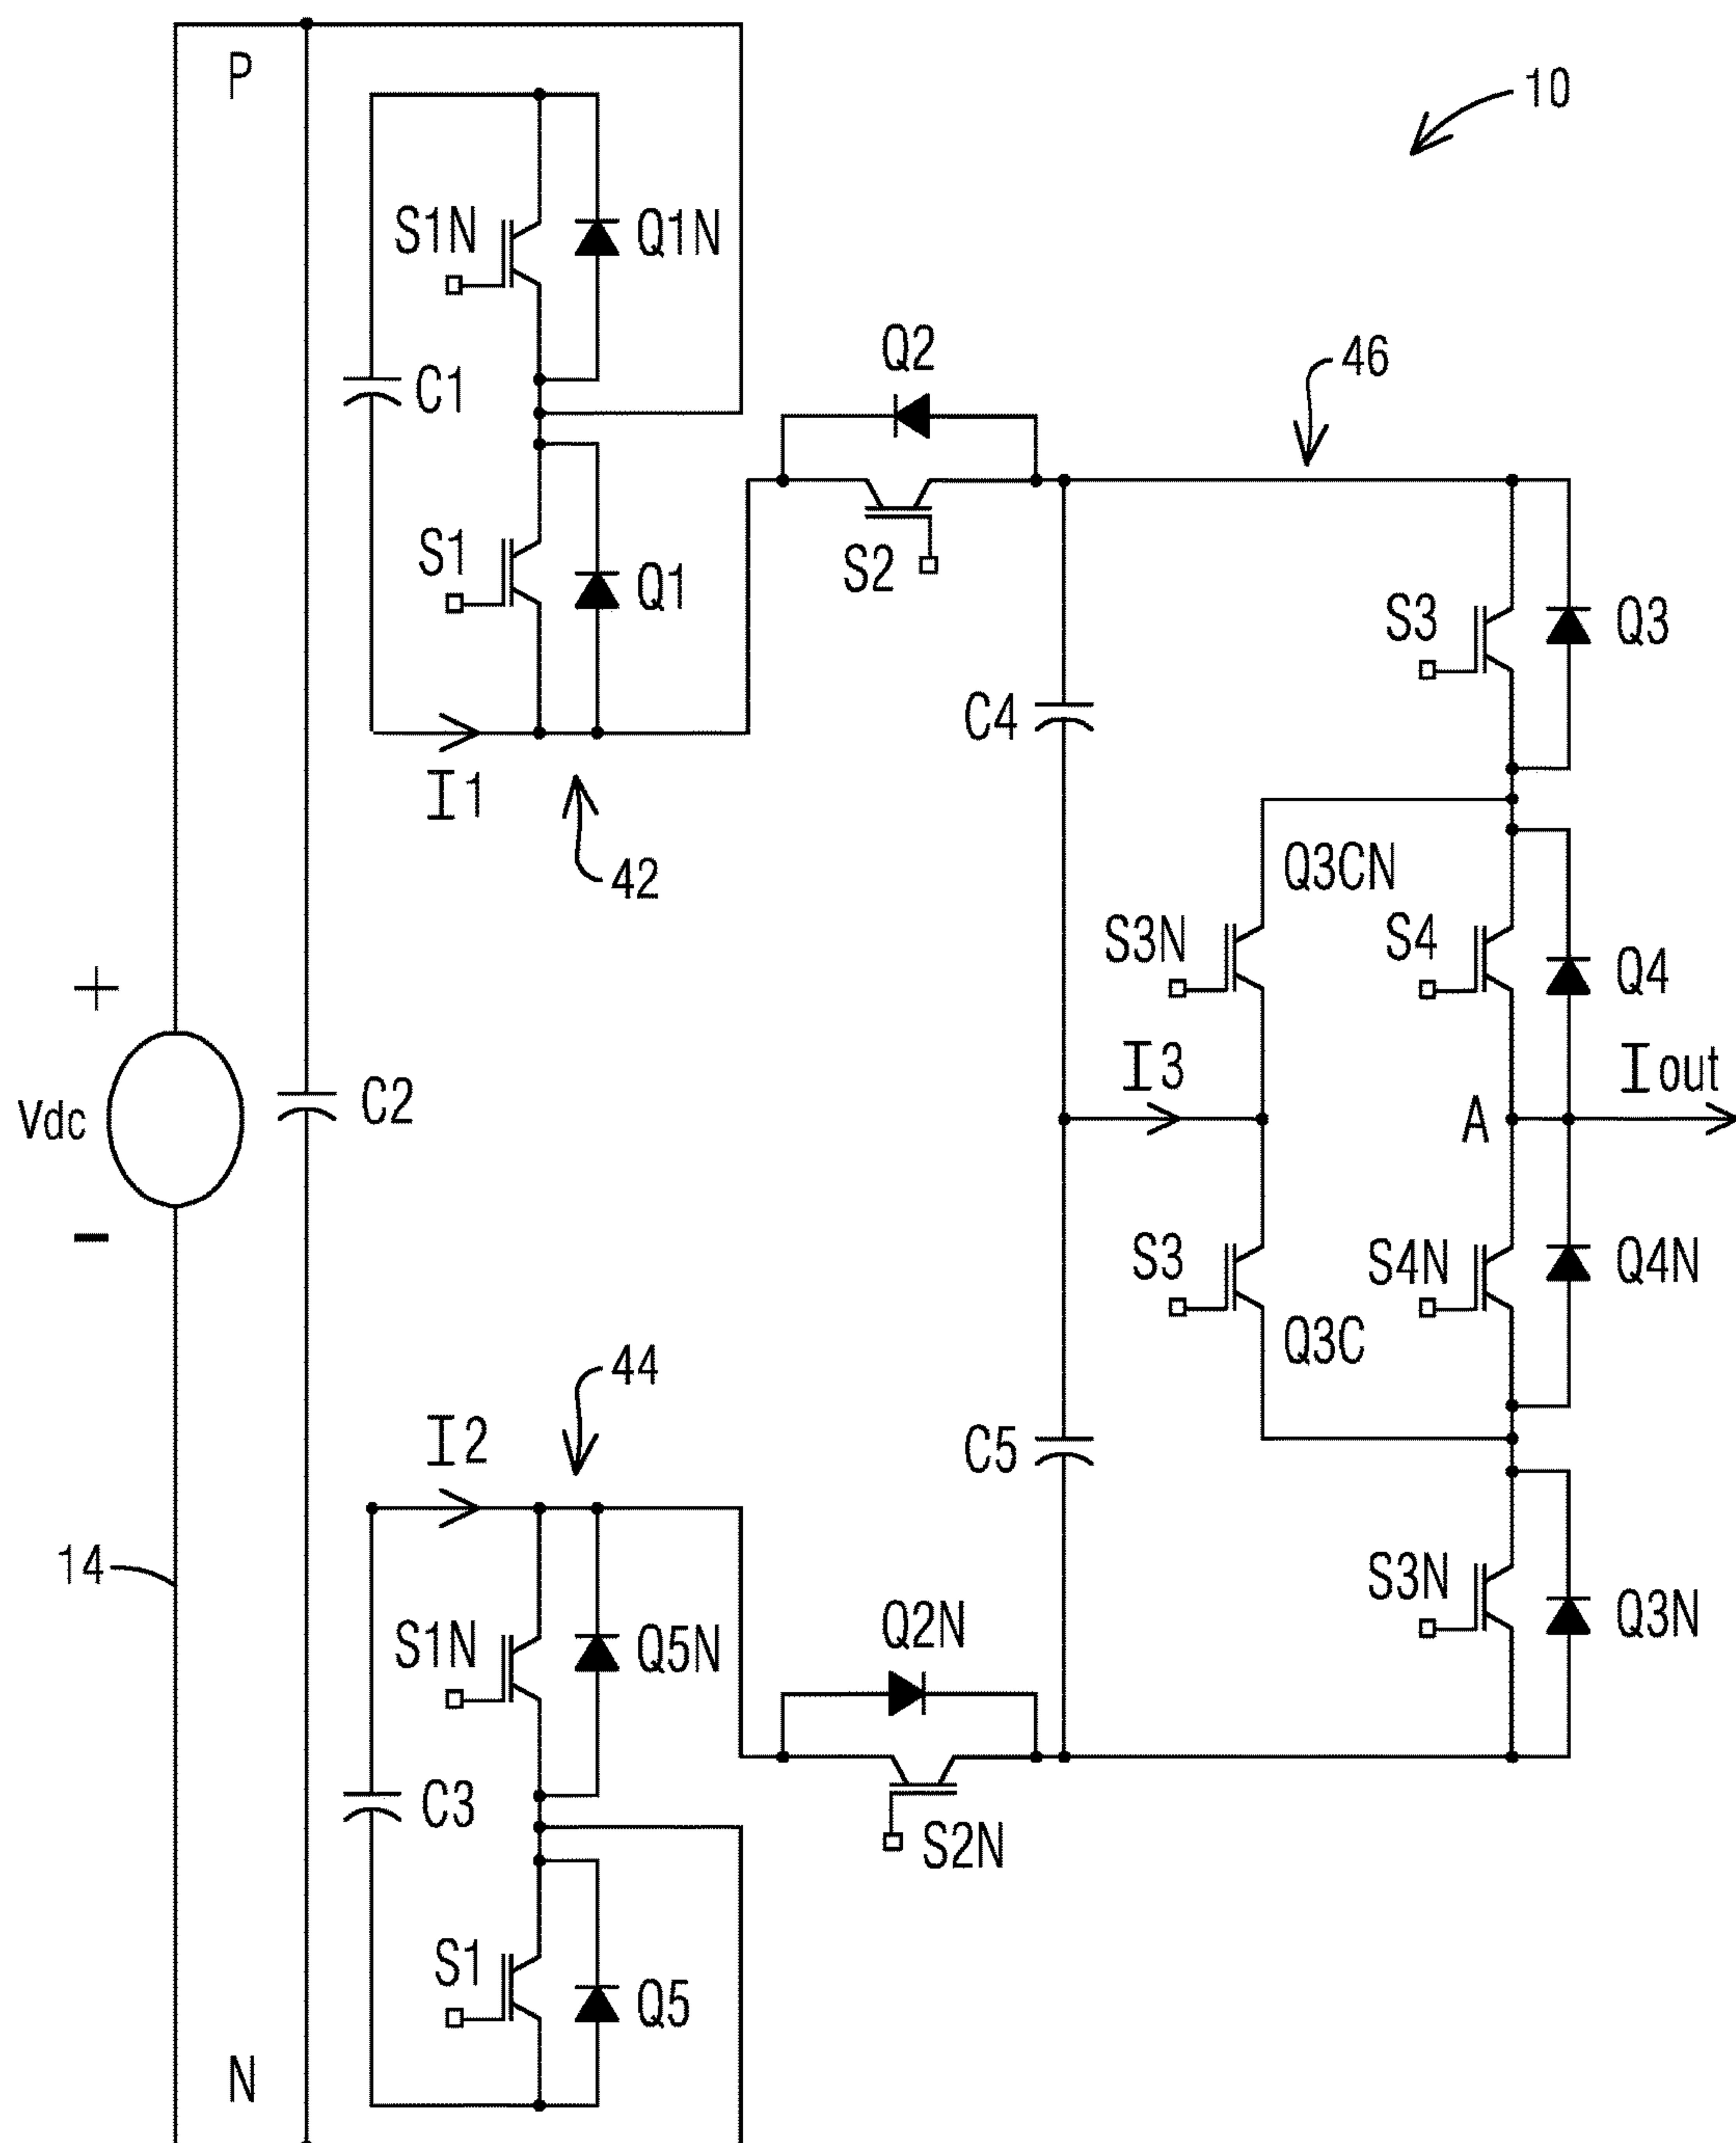 P
10
S1N
Q1N
Q2
46
C1
S1
Q1
S2
S3
Q3
C4
I1
42
Q3CN
S3N
S4
Q4
+
I3
Iout
Vdc
C2
A
-
S3
S4N
Q4N
Q3C
44
I2
C5
14
S3N
Q3N
Q2N
S1N
Q5N
C3
S2N
S1
Q5
N